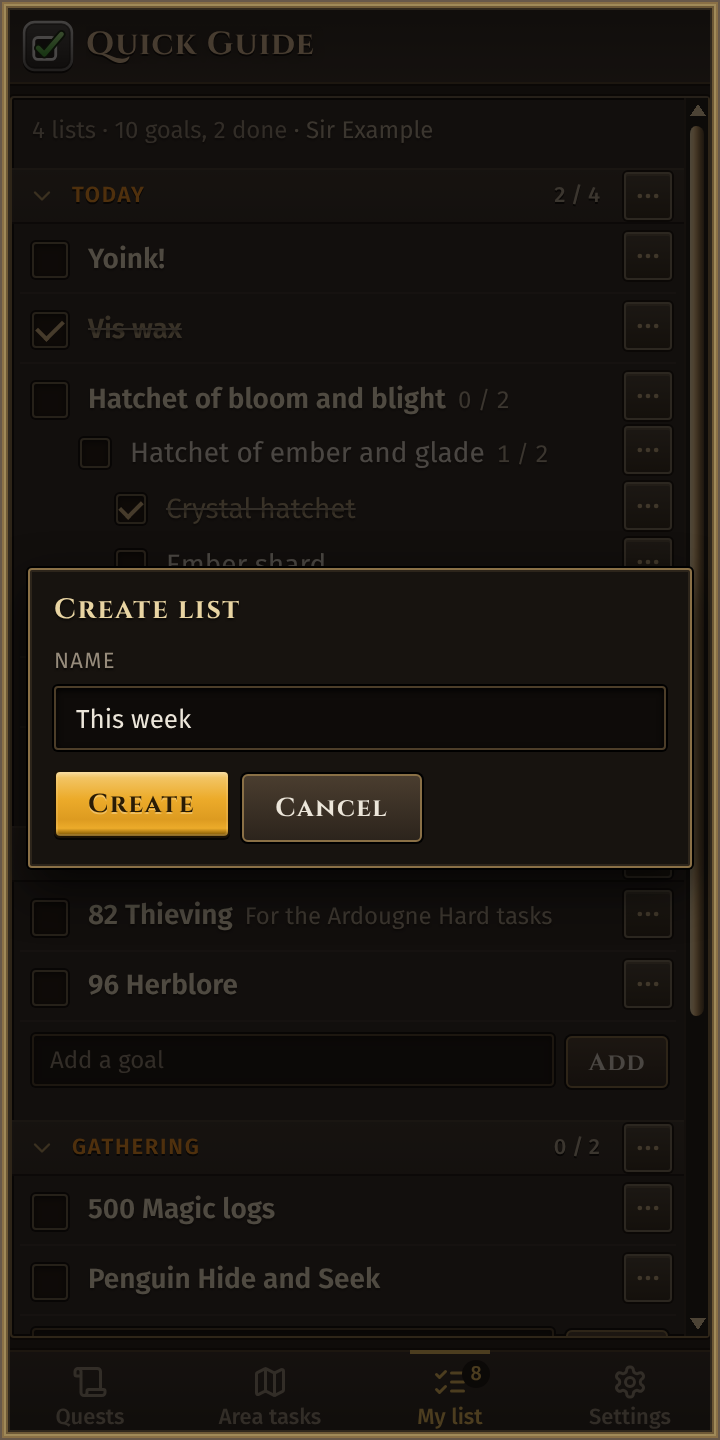 Quick Guide
4 lists · 10 goals, 2 done · Sir Example
TODAY 2 / 4
Yoink!
Vis wax
Hatchet of bloom and blight 0 / 2
Hatchet of ember and glade 1 / 2
Crystal hatchet
Ember shard
Create list
NAME
This week
Create Cancel
82 Thieving For the Ardougne Hard tasks
96 Herblore
Add a goal Add
GATHERING 0 / 2
500 Magic logs
Penguin Hide and Seek
8
Quests Area tasks My list Settings